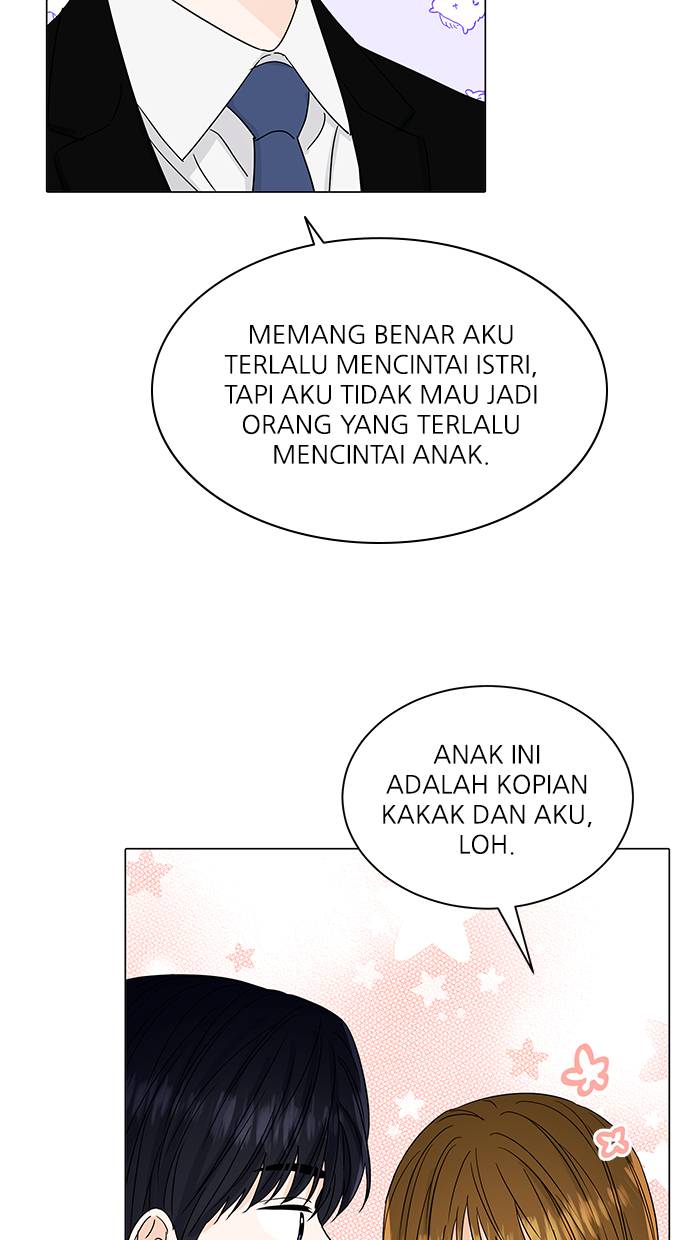 MEMANG BENAR AKU
TERLALU MENCINTAI ISTRI,
TAPI AKU TIDAK MAU JADI
ORANG YANG TERLALU
MENCINTAI ANAK.
ANAK INI
ADALAH KOPIAN
KAKAK DAN AKU,
LOH.